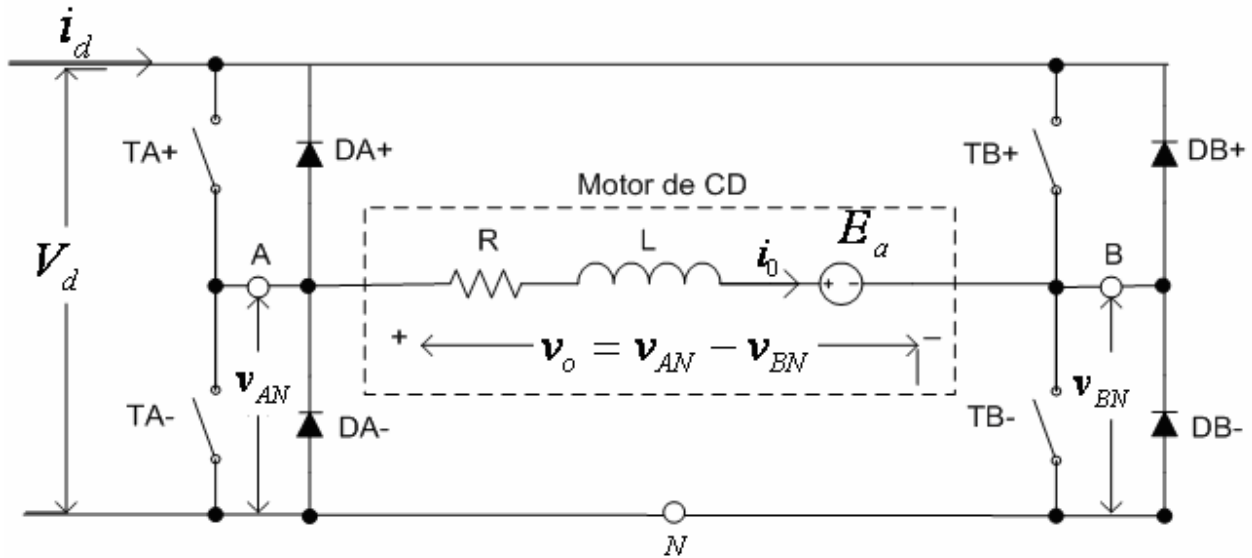 i_d
TA+
DA+
TB+
DB+
Motor de CD
R
L
i_0
E_a
V_d
A
B
+ -
+
v_o = v_AN - v_BN
-
v_AN
v_BN
TA-
DA-
TB-
DB-
N